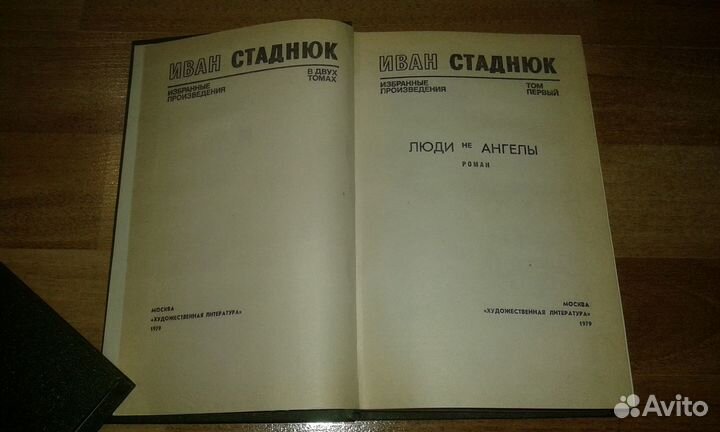 ИВАН СТАДНЮК
ИЗБРАННЫЕ
ПРОИЗВЕДЕНИЯ
В ДВУХ
ТОМАХ
МОСКВА
«ХУДОЖЕСТВЕННАЯ ЛИТЕРАТУРА»
1979
ИВАН СТАДНЮК
ИЗБРАННЫЕ
ПРОИЗВЕДЕНИЯ
ТОМ
ПЕРВЫЙ
ЛЮДИ НЕ АНГЕЛЫ
РОМАН
МОСКВА
«ХУДОЖЕСТВЕННАЯ ЛИТЕРАТУРА»
1979
Avito